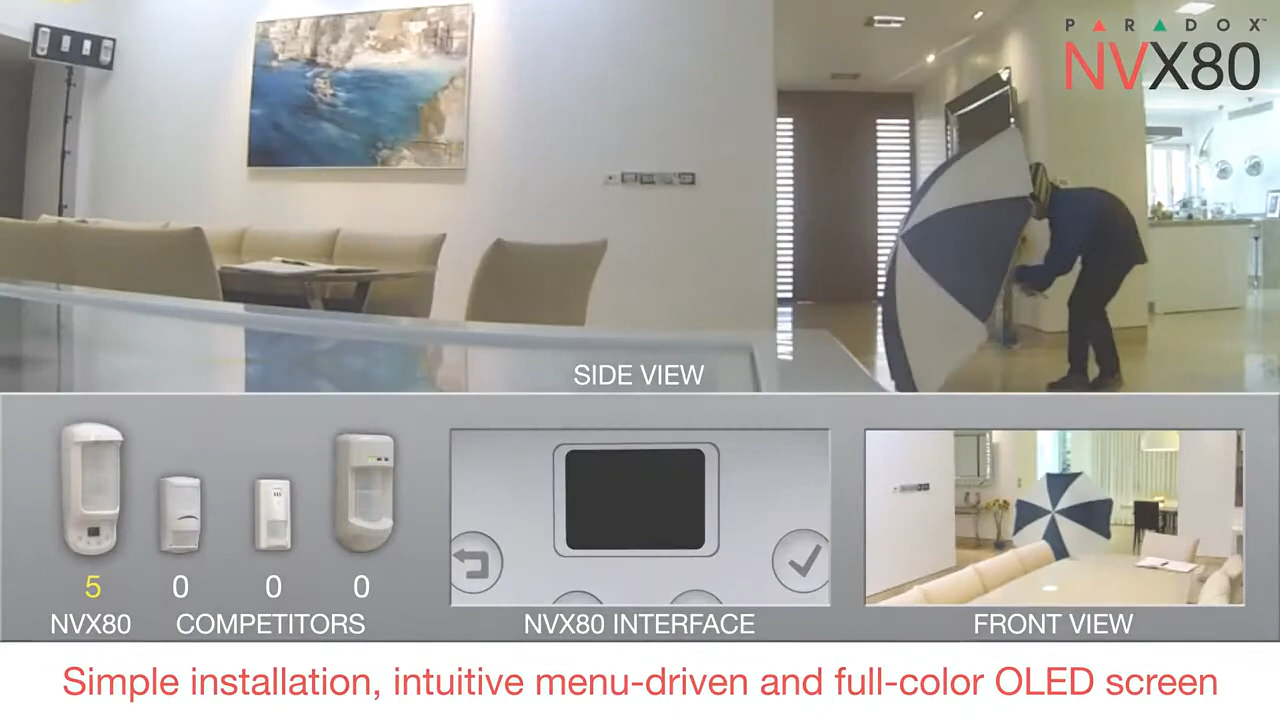 PARADOX™
NVX80
SIDE VIEW
5
0
0
0
NVX80
COMPETITORS
NVX80 INTERFACE
FRONT VIEW
Simple installation, intuitive menu-driven and full-color OLED screen